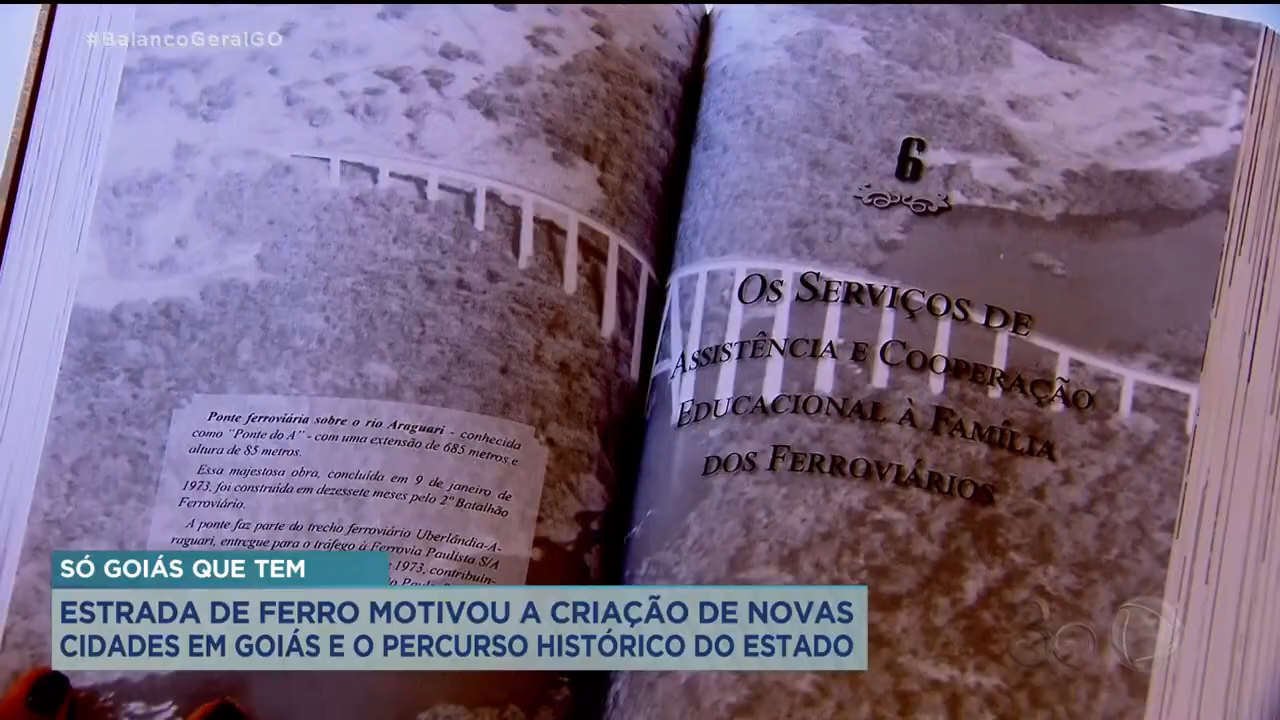 #BalancoGeralGO
6
OS SERVIÇOS DE
ASSISTÊNCIA E COOPERAÇÃO
EDUCACIONAL À FAMÍLIA
DOS FERROVIÁRIOS
Ponte ferroviária sobre o rio Araguari - conhecida
como "Ponte do A" - com uma extensão de 685 metros e
altura de 85 metros.
Essa majestosa obra, concluída em 9 de janeiro de
1973, foi construída em dezessete meses pelo 2º Batalhão
Ferroviário.
A ponte faz parte do trecho ferroviário Uberlândia-A-
raguari, entregue para o tráfego à Ferrovia Paulista S/A
1973, contribuin-
SÓ GOIÁS QUE TEM
ESTRADA DE FERRO MOTIVOU A CRIAÇÃO DE NOVAS
CIDADES EM GOIÁS E O PERCURSO HISTÓRICO DO ESTADO